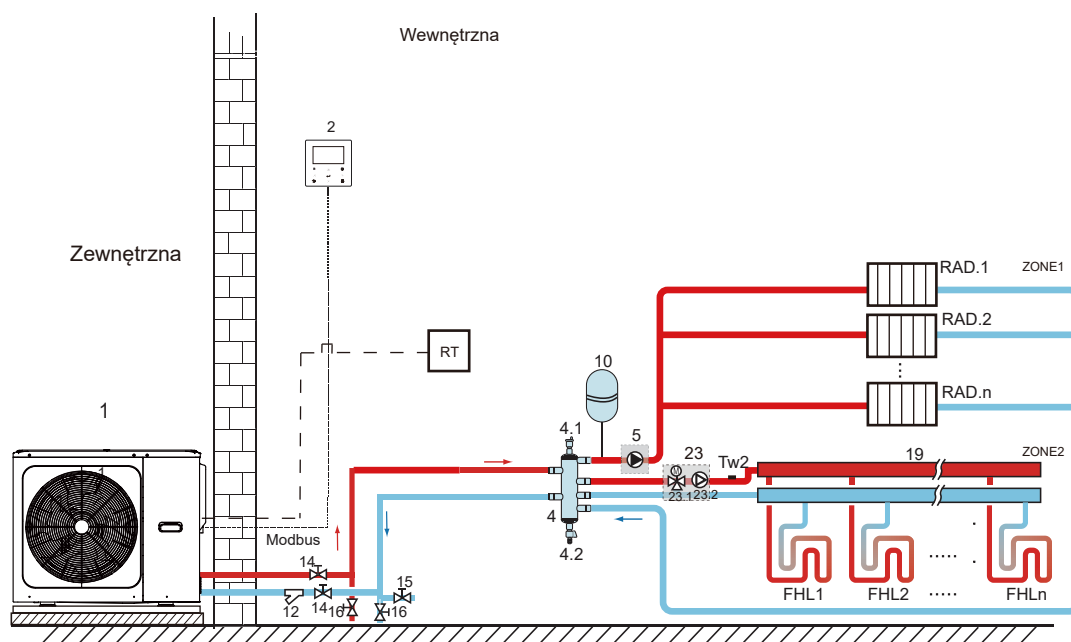 Wewnętrzna
2
Zewnętrzna
RAD.1
ZONE1
RAD.2
RT
10
RAD.n
1
4.1
5
23
Tw2
19
ZONE2
M
1
23.1
23.2
4
4.2
Modbus
14
15
12
14
16
16
FHL1
FHL2
FHLn